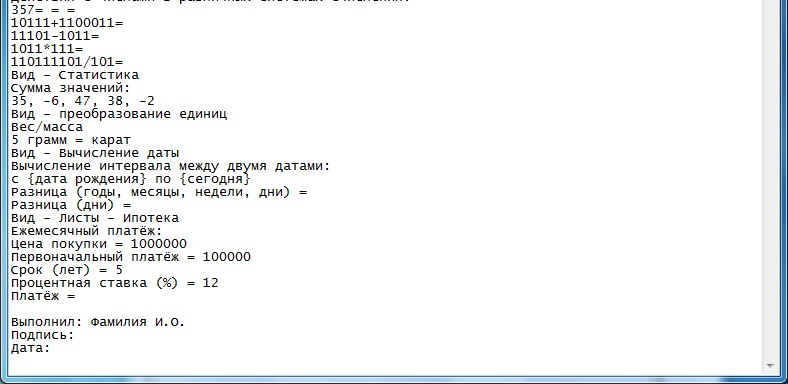 357= = =
10111+1100011=
11101-1011=
1011*111=
110111101/101=
Вид - Статистика
Сумма значений:
35, -6, 47, 38, -2
Вид - преобразование единиц
Вес/масса
5 грамм = карат
Вид - Вычисление даты
Вычисление интервала между двумя датами:
с {дата рождения} по {сегодня}
Разница (годы, месяцы, недели, дни) =
Разница (дни) =
Вид - Листы - Ипотека
Ежемесячный платёж:
Цена покупки = 1000000
Первоначальный платёж = 100000
Срок (лет) = 5
Процентная ставка (%) = 12
Платёж =
Выполнил: Фамилия И.О.
Подпись:
Дата: